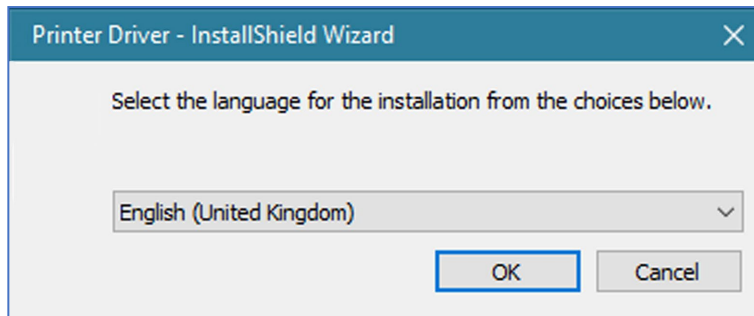 Printer Driver - InstallShield Wizard
Select the language for the installation from the choices below.
English (United Kingdom)
OK Cancel